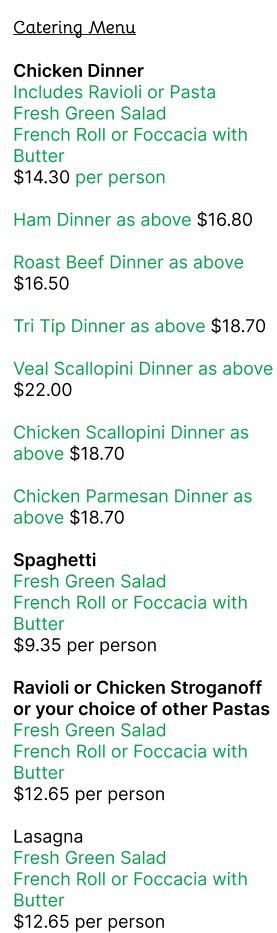 Catering Menu
Chicken Dinner
Includes Ravioli or Pasta
Fresh Green Salad
French Roll or Foccacia with
Butter
$14.30 per person
Ham Dinner as above $16.80
Roast Beef Dinner as above
$16.50
Tri Tip Dinner as above $18.70
Veal Scallopini Dinner as above
$22.00
Chicken Scallopini Dinner as
above $18.70
Chicken Parmesan Dinner as
above $18.70
Spaghetti
Fresh Green Salad
French Roll or Foccacia with
Butter
$9.35 per person
Ravioli or Chicken Stroganoff
or your choice of other Pastas
Fresh Green Salad
French Roll or Foccacia with
Butter
$12.65 per person
Lasagna
Fresh Green Salad
French Roll or Foccacia with
Butter
$12.65 per person